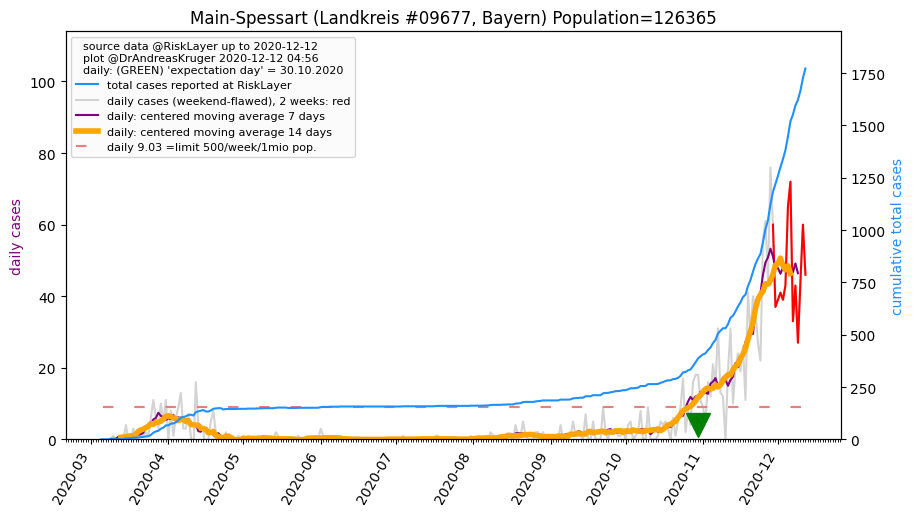 Main-Spessart (Landkreis #09677, Bayern) Population=126365
source data @RiskLayer up to 2020-12-12
plot @DrAndreasKruger 2020-12-12 04:56
daily: (GREEN) 'expectation day' = 30.10.2020
total cases reported at RiskLayer
daily cases (weekend-flawed), 2 weeks: red
daily: centered moving average 7 days
daily: centered moving average 14 days
daily 9.03 =limit 500/week/1mio pop.
daily cases
100
80
60
40
20
0
cumulative total cases
1750
1500
1250
1000
750
500
250
0
2020-03
2020-04
2020-05
2020-06
2020-07
2020-08
2020-09
2020-10
2020-11
2020-12